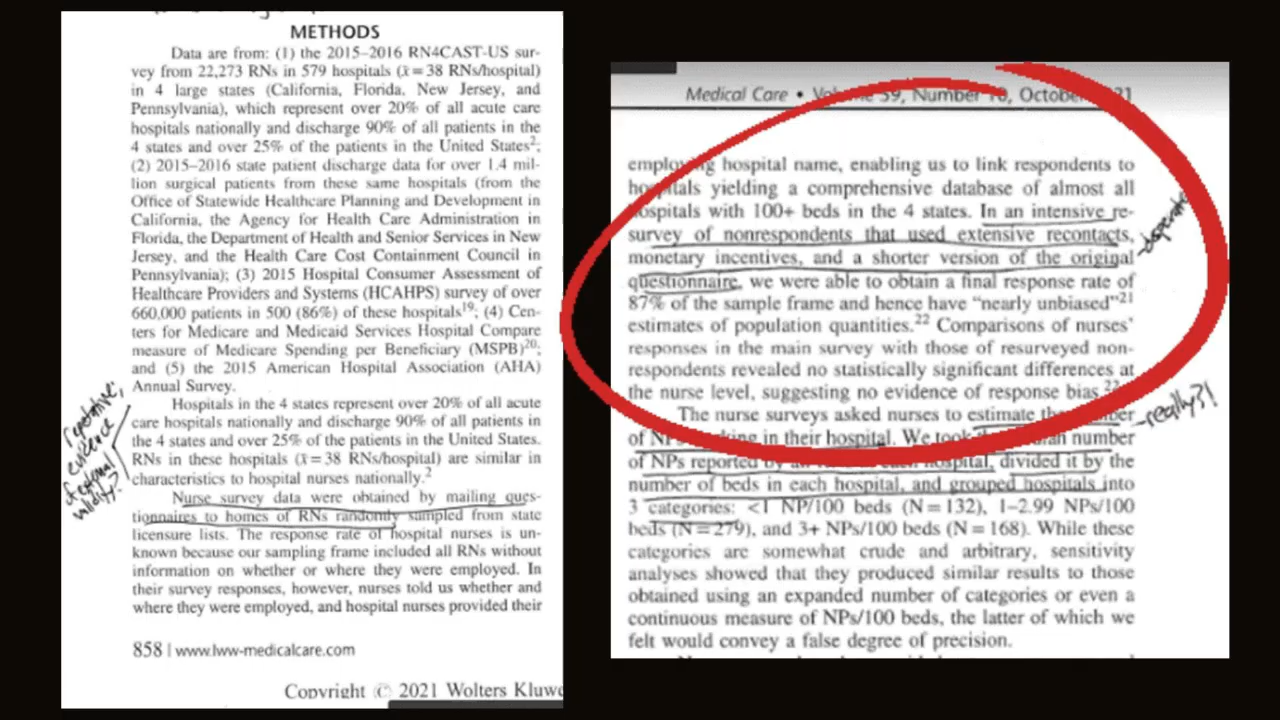 METHODS
Data are from: (1) the 2015–2016 RN4CAST-US sur-
vey from 22,273 RNs in 579 hospitals (x̄ = 38 RNs/hospital)
in 4 large states (California, Florida, New Jersey, and
Pennsylvania), which represent over 20% of all acute care
hospitals nationally and discharge 90% of all patients in the
4 states and over 25% of the patients in the United States2;
(2) 2015–2016 state patient discharge data for over 1.4 mil-
lion surgical patients from these same hospitals (from the
Office of Statewide Healthcare Planning and Development in
California, the Agency for Health Care Administration in
Florida, the Department of Health and Senior Services in New
Jersey, and the Health Care Cost Containment Council in
Pennsylvania); (3) 2015 Hospital Consumer Assessment of
Healthcare Providers and Systems (HCAHPS) survey of over
660,000 patients in 500 (86%) of these hospitals19; (4) Cen-
ters for Medicare and Medicaid Services Hospital Compare
measure of Medicare Spending per Beneficiary (MSPB)20;
and (5) the 2015 American Hospital Association (AHA)
Annual Survey.
Hospitals in the 4 states represent over 20% of all acute
care hospitals nationally and discharge 90% of all patients in
the 4 states and over 25% of the patients in the United States.
RNs in these hospitals (x̄ = 38 RNs/hospital) are similar in
characteristics to hospital nurses nationally.2
evidence
of external
validity?
Nurse survey data were obtained by mailing ques-
tionnaires to homes of RNs randomly sampled from state
licensure lists. The response rate of hospital nurses is un-
known because our sampling frame included all RNs without
information on whether or where they were employed. In
their survey responses, however, nurses told us whether and
where they were employed, and hospital nurses provided their
858 | www.lww-medicalcare.com
Copyright © 2021 Wolters Kluwe
Medical Care • Volume 59, Number 10, October 2021
employing hospital name, enabling us to link respondents to
hospitals yielding a comprehensive database of almost all
hospitals with 100+ beds in the 4 states. In an intensive re-
survey of nonrespondents that used extensive recontacts,
monetary incentives, and a shorter version of the original
questionnaire, we were able to obtain a final response rate of
87% of the sample frame and hence have “nearly unbiased”21
estimates of population quantities.22 Comparisons of nurses’
responses in the main survey with those of resurveyed non-
respondents revealed no statistically significant differences at
the nurse level, suggesting no evidence of response bias.22
The nurse surveys asked nurses to estimate the number
-really?!
of NPs working in their hospital. We took the mean number
of NPs reported by all nurses in each hospital, divided it by the
number of beds in each hospital, and grouped hospitals into
3 categories: <1 NP/100 beds (N = 132), 1–2.99 NPs/100
beds (N = 279), and 3+ NPs/100 beds (N = 168). While these
categories are somewhat crude and arbitrary, sensitivity
analyses showed that they produced similar results to those
obtained using an expanded number of categories or even a
continuous measure of NPs/100 beds, the latter of which we
felt would convey a false degree of precision.